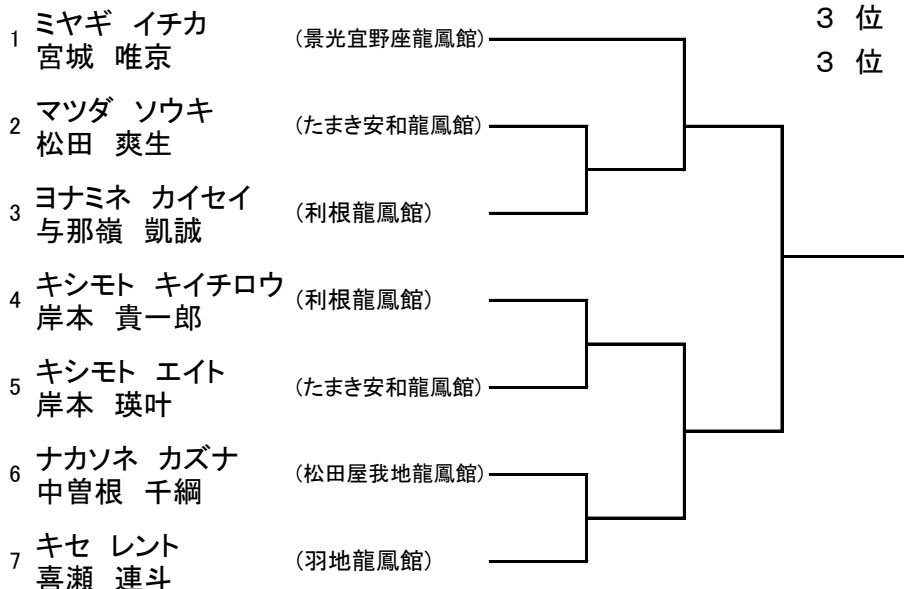 ３　位
３　位
1 ミヤギ　イチカ
宮城　唯京
(景光宜野座龍鳳館)
2 マツダ　ソウキ
松田　爽生
(たまき安和龍鳳館)
3 ヨナミネ　カイセイ
与那嶺　凱誠
(利根龍鳳館)
4 キシモト　キイチロウ
岸本　貴一郎
(利根龍鳳館)
5 キシモト　エイト
岸本　瑛叶
(たまき安和龍鳳館)
6 ナカソネ　カズナ
中曽根　千綱
(松田屋我地龍鳳館)
7 キセ　レント
喜瀬　連斗
(羽地龍鳳館)